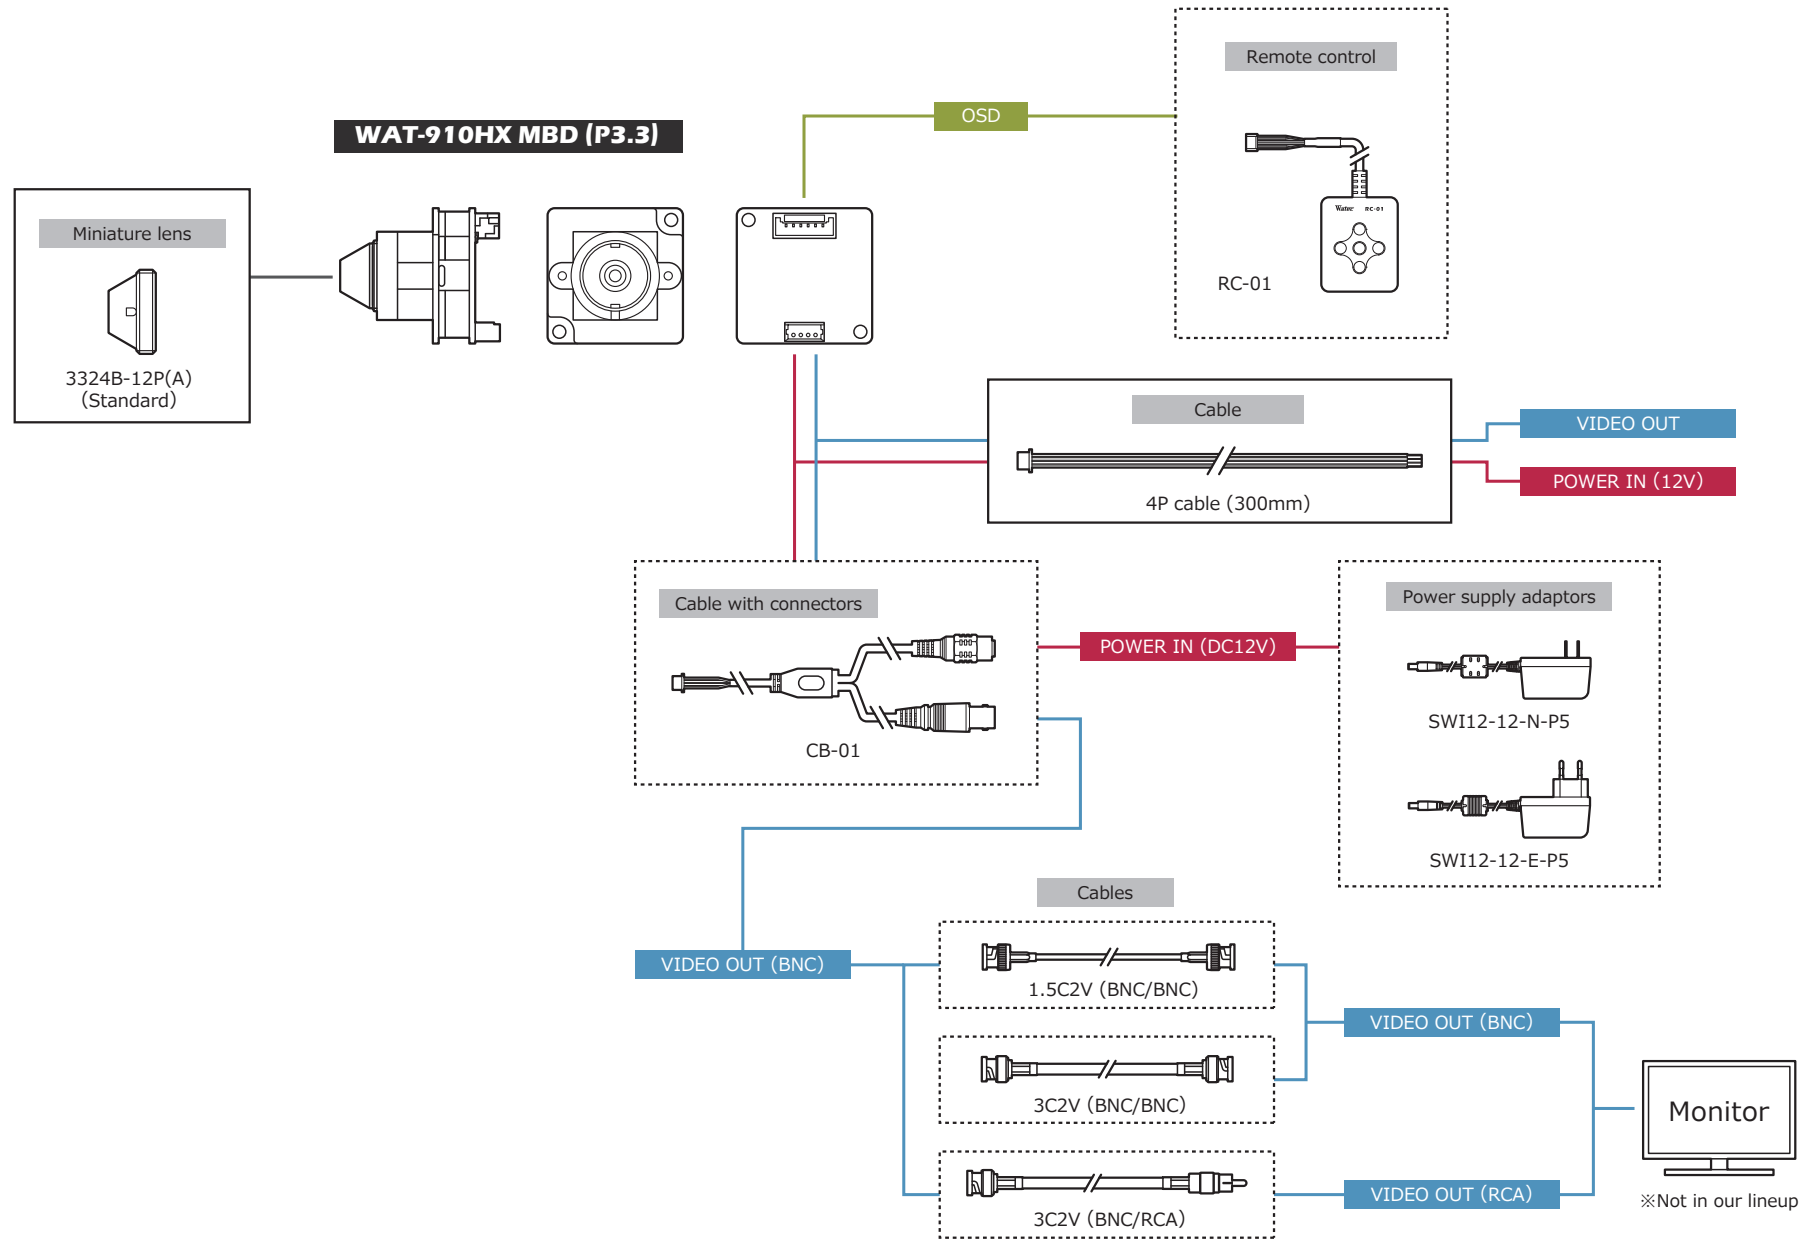 Remote control
OSD
WAT-910HX MBD (P3.3)
Watec RC-01
RC-01
Miniature lens
3324B-12P(A)
(Standard)
Cable
4P cable (300mm)
VIDEO OUT
POWER IN (12V)
Cable with connectors
CB-01
POWER IN (DC12V)
Power supply adaptors
SWI12-12-N-P5
SWI12-12-E-P5
Cables
VIDEO OUT (BNC)
1.5C2V (BNC/BNC)
3C2V (BNC/BNC)
3C2V (BNC/RCA)
VIDEO OUT (BNC)
VIDEO OUT (RCA)
Monitor
※Not in our lineup